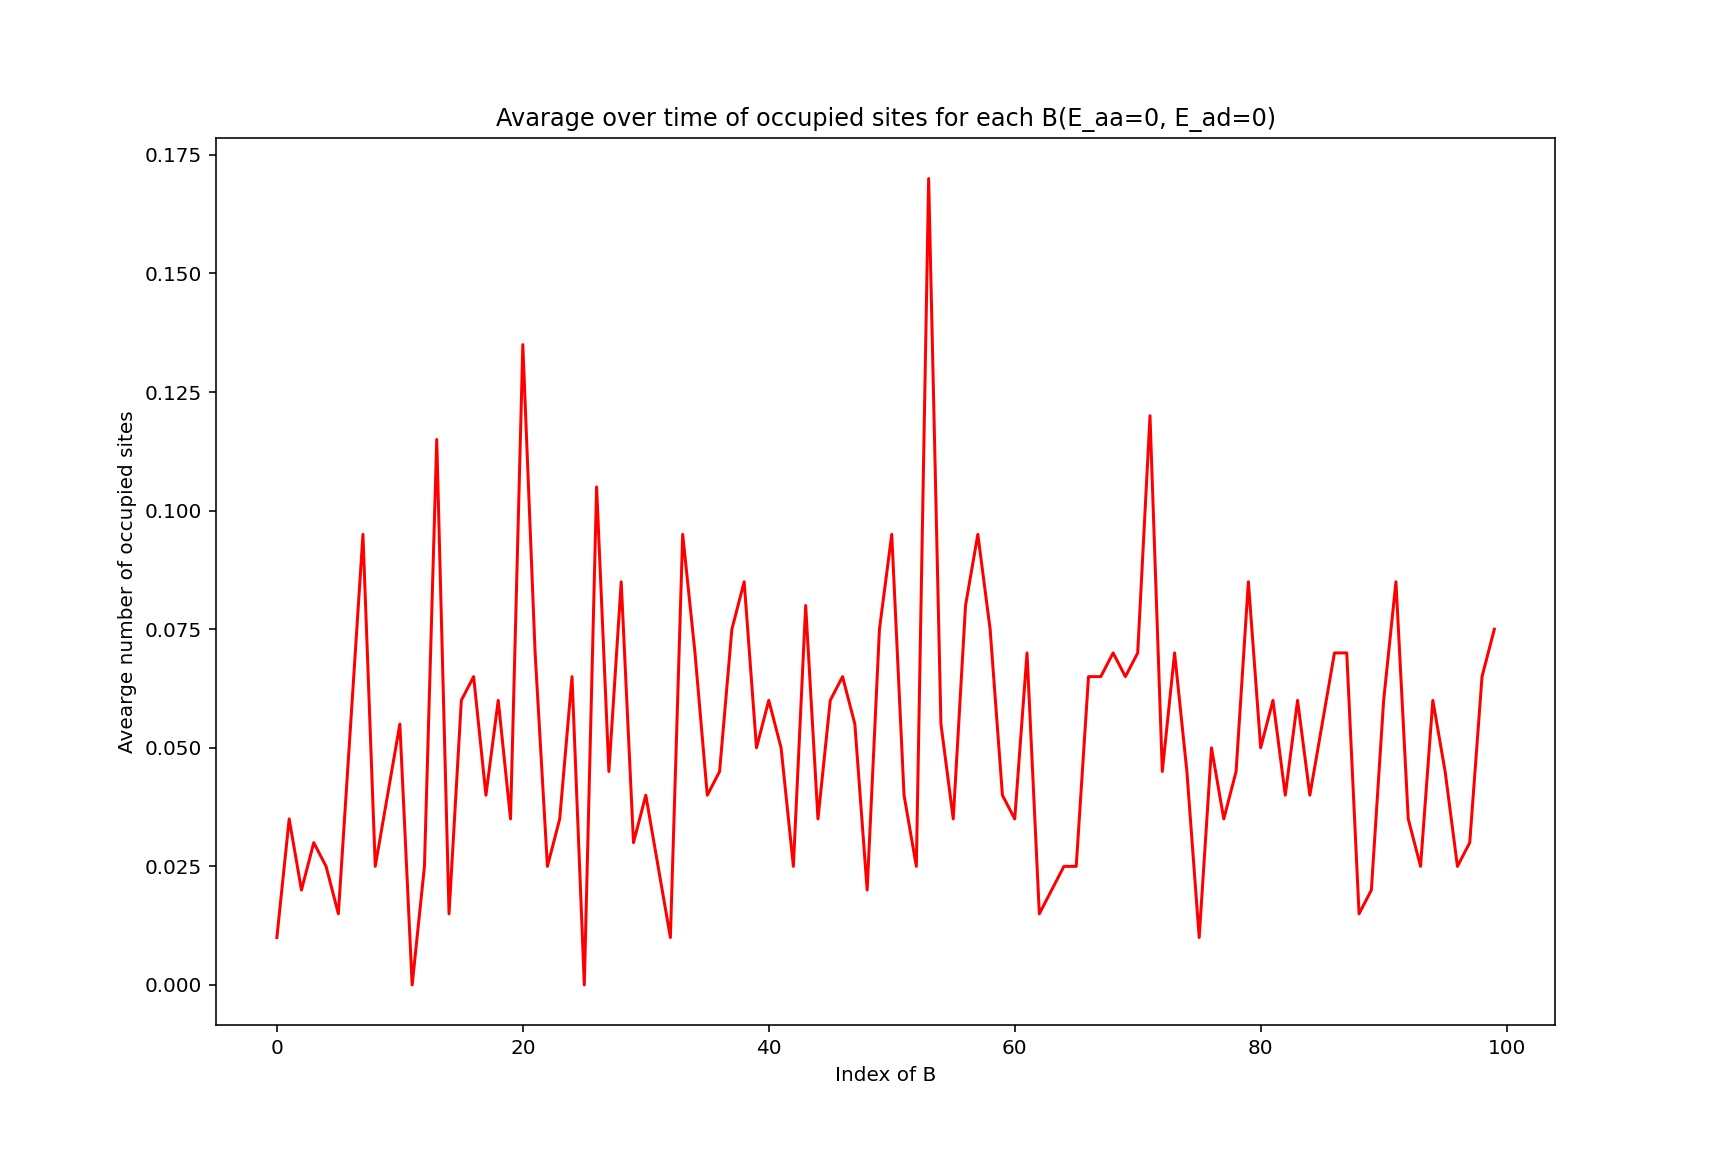 Avarage over time of occupied sites for each B(E_aa=0, E_ad=0)
0.175
0.150
0.125
0.100
0.075
0.050
0.025
0.000
Avearge number of occupied sites
0 20 40 60 80 100
Index of B